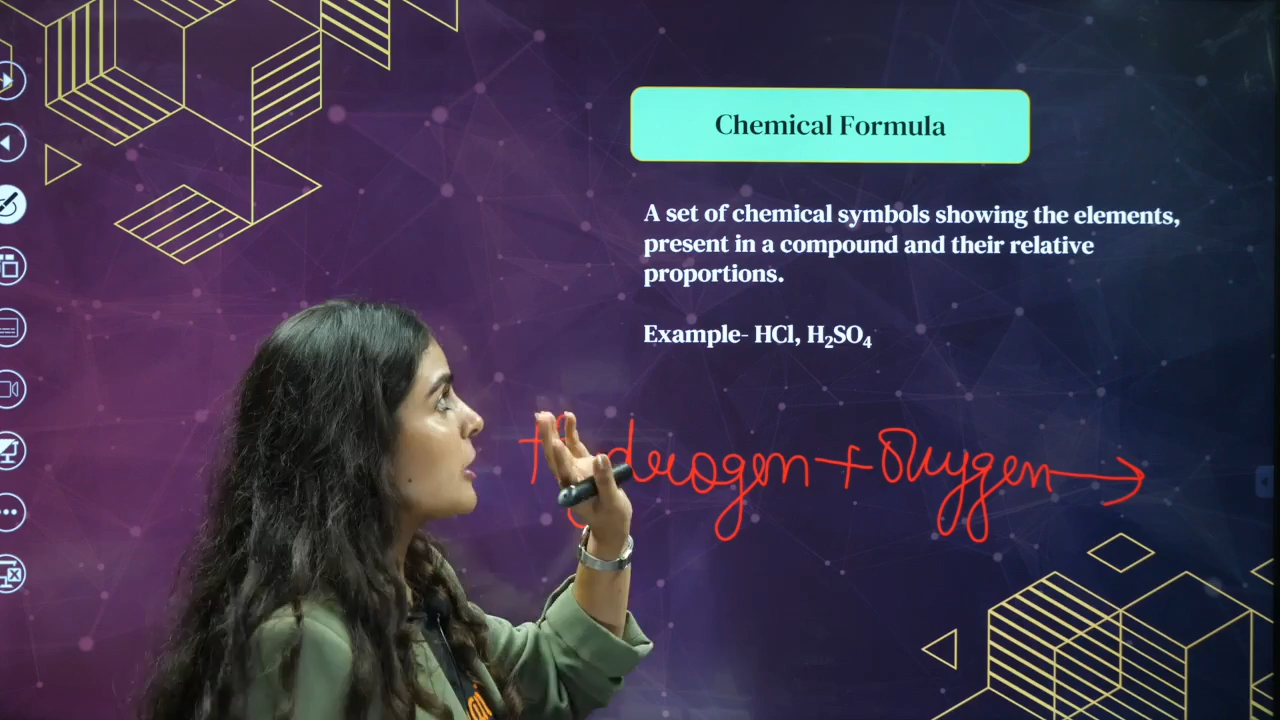 Chemical Formula
A set of chemical symbols showing the elements,
present in a compound and their relative
proportions.
Example- HCl, H₂SO₄
+ Oxygen →